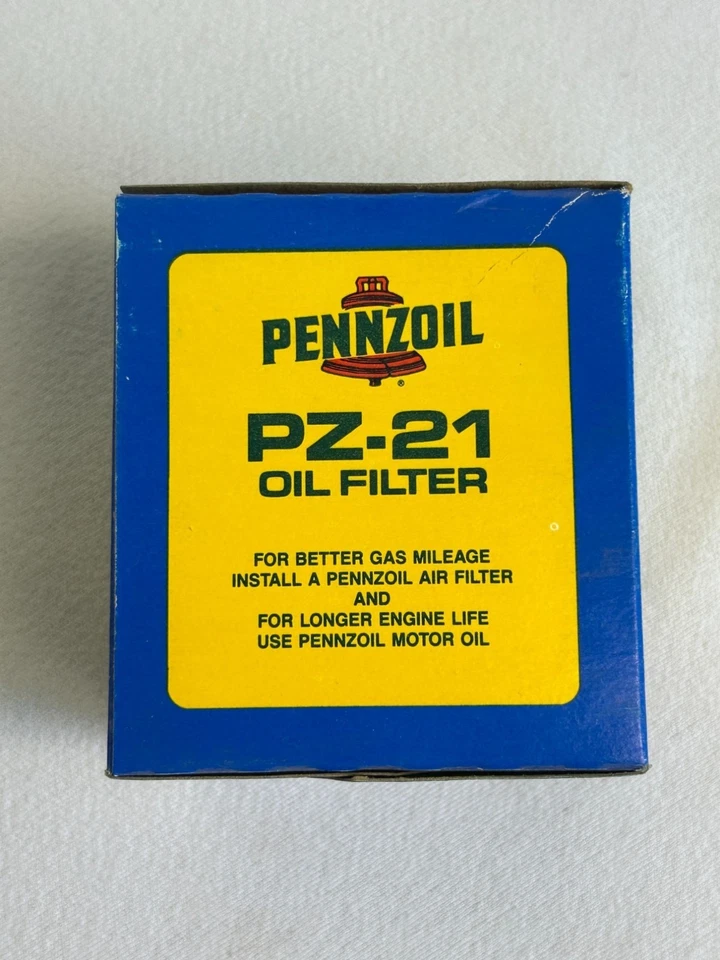 PENNZOIL
®
PZ-21
OIL FILTER
FOR BETTER GAS MILEAGE
INSTALL A PENNZOIL AIR FILTER
AND
FOR LONGER ENGINE LIFE
USE PENNZOIL MOTOR OIL